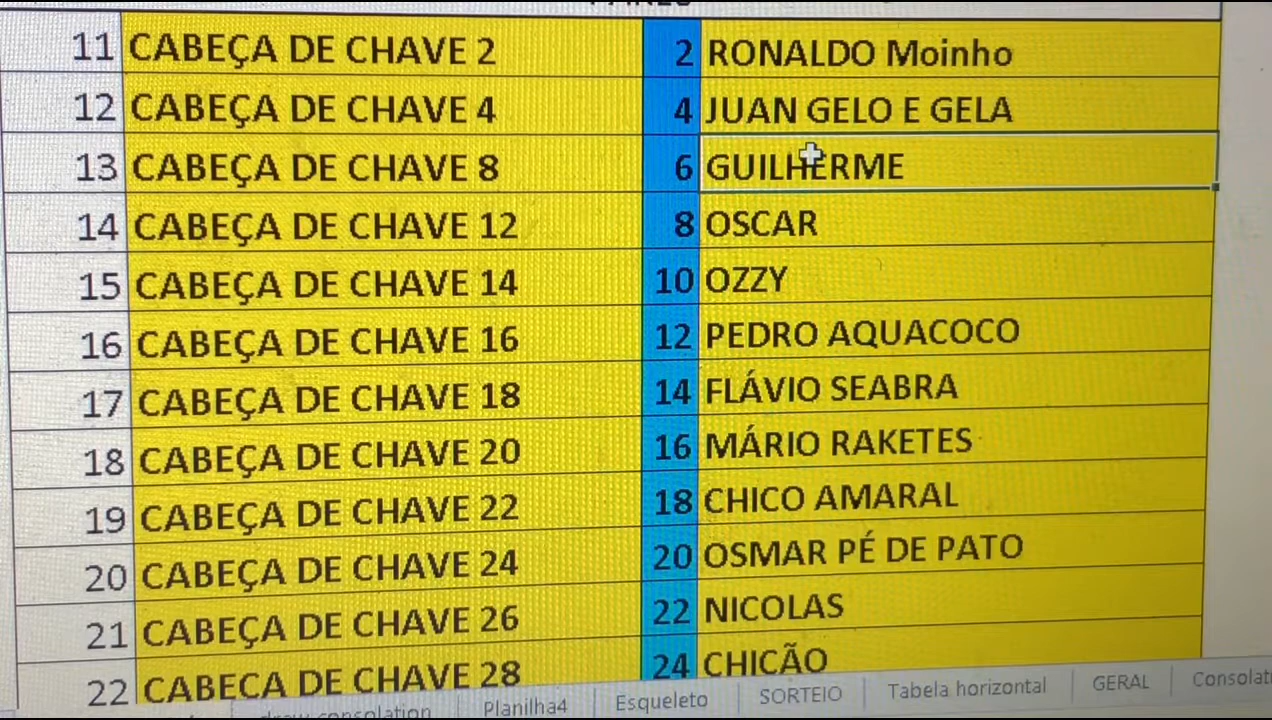 11 CABEÇA DE CHAVE 2 2 RONALDO Moinho
12 CABEÇA DE CHAVE 4 4 JUAN GELO E GELA
13 CABEÇA DE CHAVE 8 6 GUILHERME
14 CABEÇA DE CHAVE 12 8 OSCAR
15 CABEÇA DE CHAVE 14 10 OZZY
16 CABEÇA DE CHAVE 16 12 PEDRO AQUACOCO
17 CABEÇA DE CHAVE 18 14 FLÁVIO SEABRA
18 CABEÇA DE CHAVE 20 16 MÁRIO RAKETES
19 CABEÇA DE CHAVE 22 18 CHICO AMARAL
20 CABEÇA DE CHAVE 24 20 OSMAR PÉ DE PATO
21 CABEÇA DE CHAVE 26 22 NICOLAS
22 CABEÇA DE CHAVE 28 24 CHICÃO
consolation Planilha4 Esqueleto SORTEIO Tabela horizontal GERAL Consolati